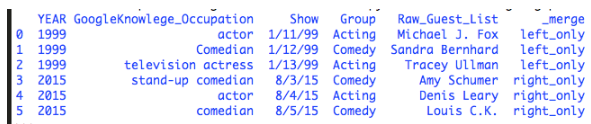 YEAR GoogleKnowlege_Occupation Show Group Raw_Guest_List _merge
0 1999 actor 1/11/99 Acting Michael J. Fox left_only
1 1999 Comedian 1/12/99 Comedy Sandra Bernhard left_only
2 1999 television actress 1/13/99 Acting Tracey Ullman left_only
3 2015 stand-up comedian 8/3/15 Comedy Amy Schumer right_only
4 2015 actor 8/4/15 Acting Denis Leary right_only
5 2015 comedian 8/5/15 Comedy Louis C.K. right_only